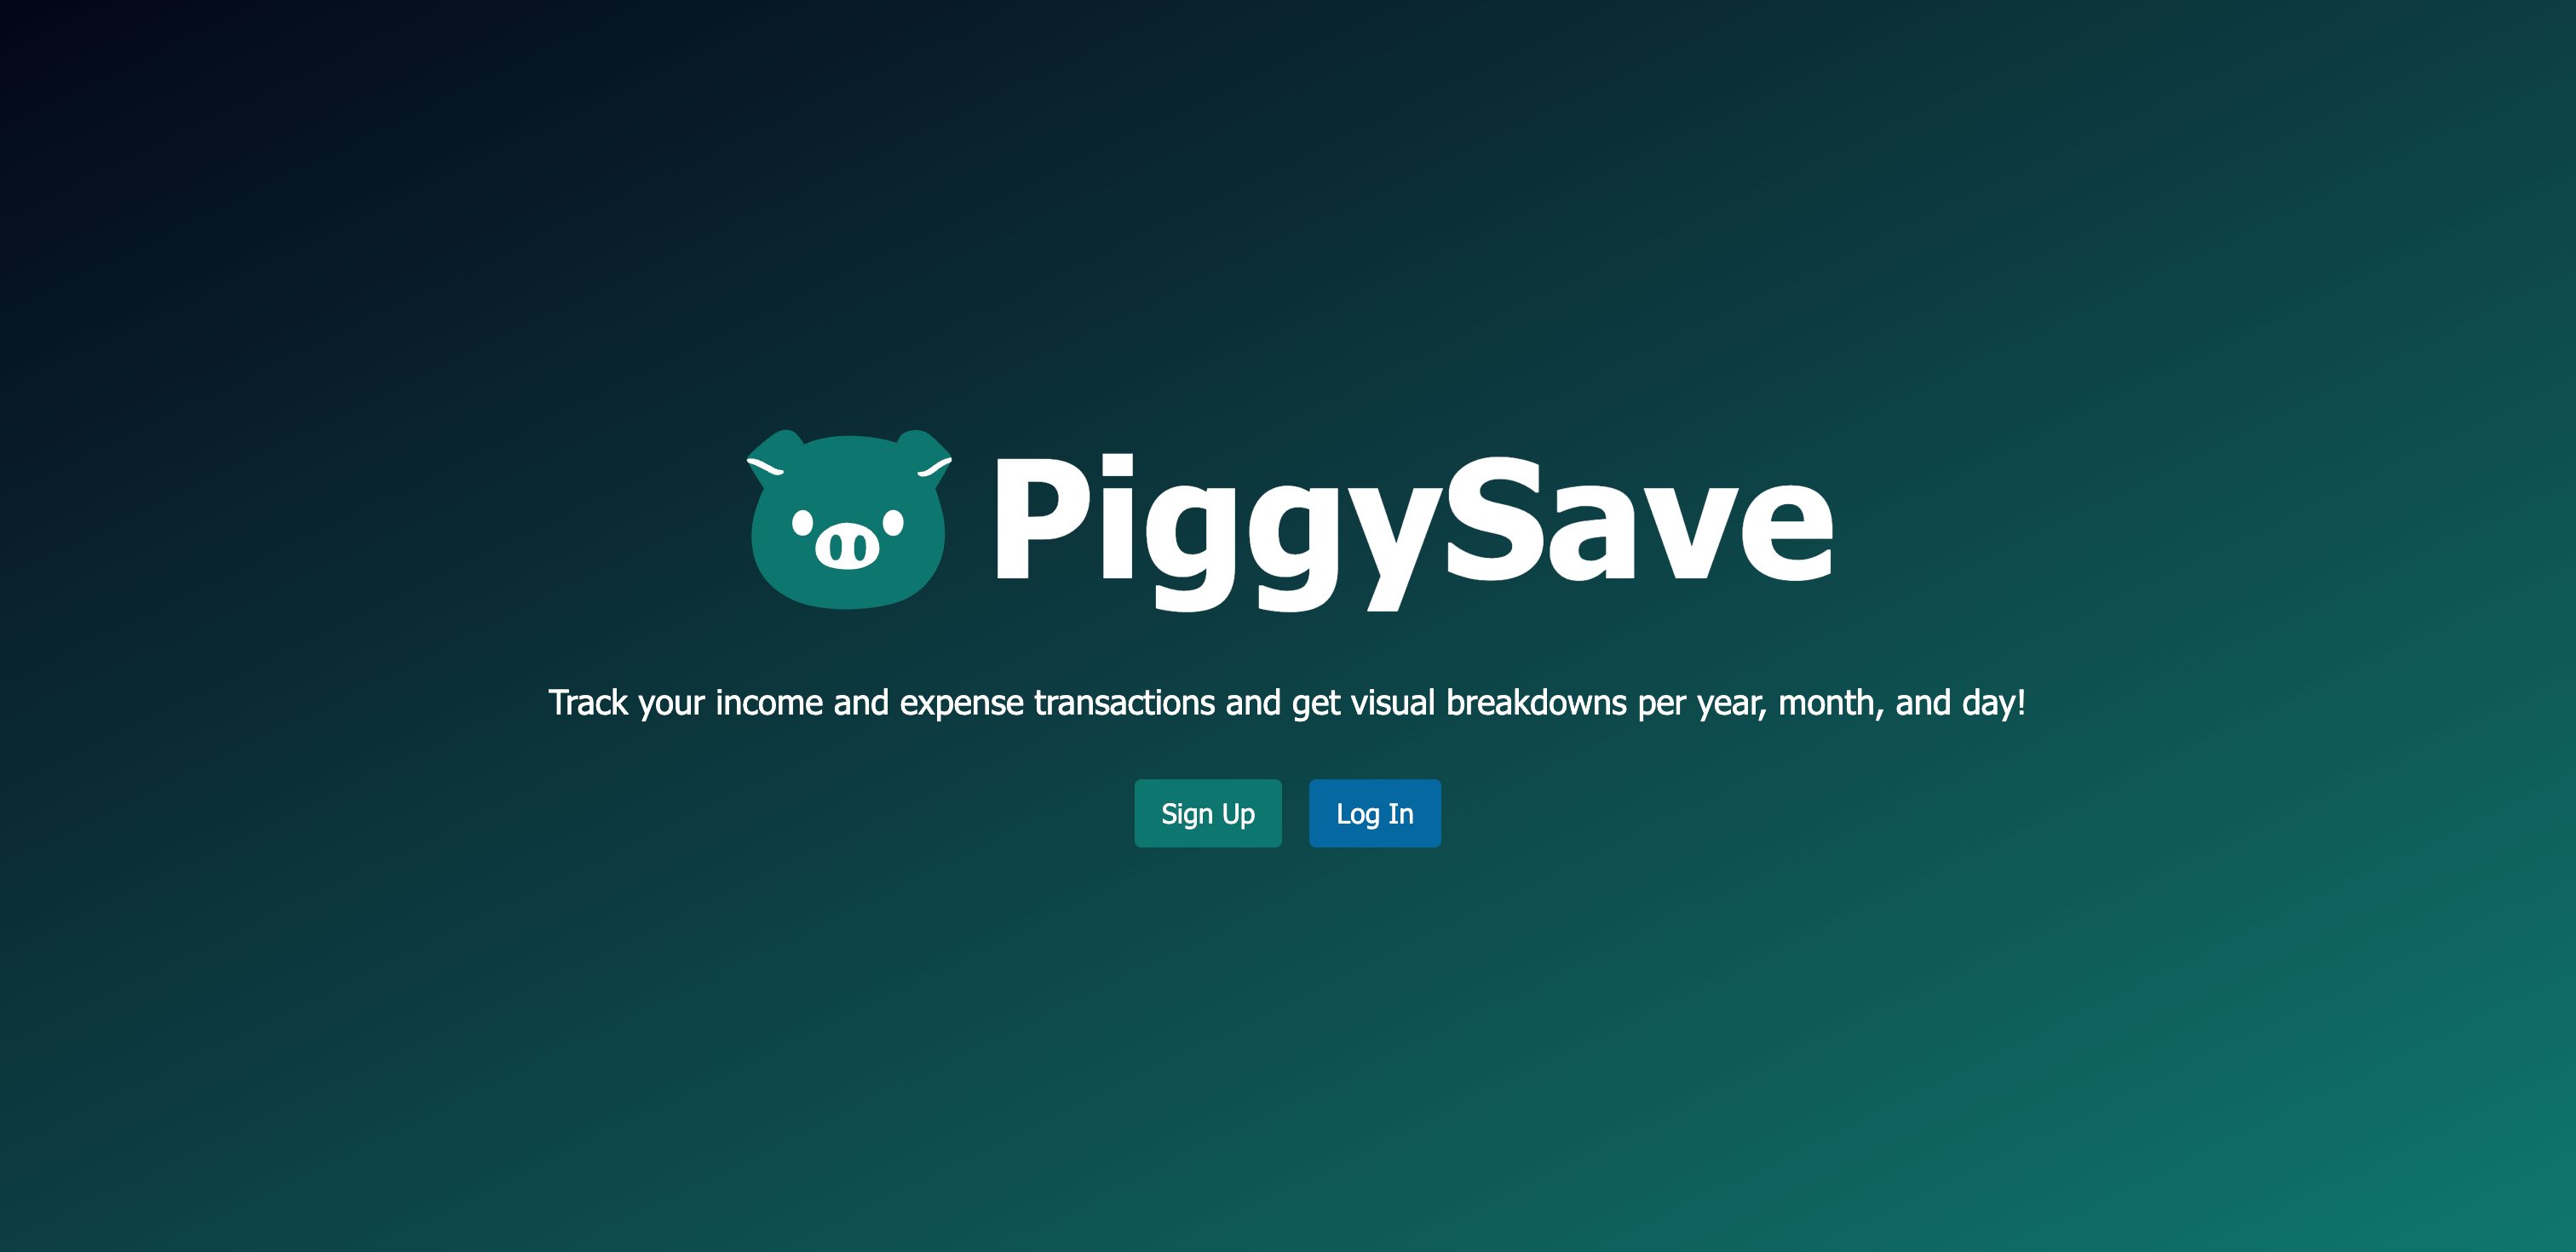 PiggySave
Track your income and expense transactions and get visual breakdowns per year, month, and day!
Sign Up
Log In